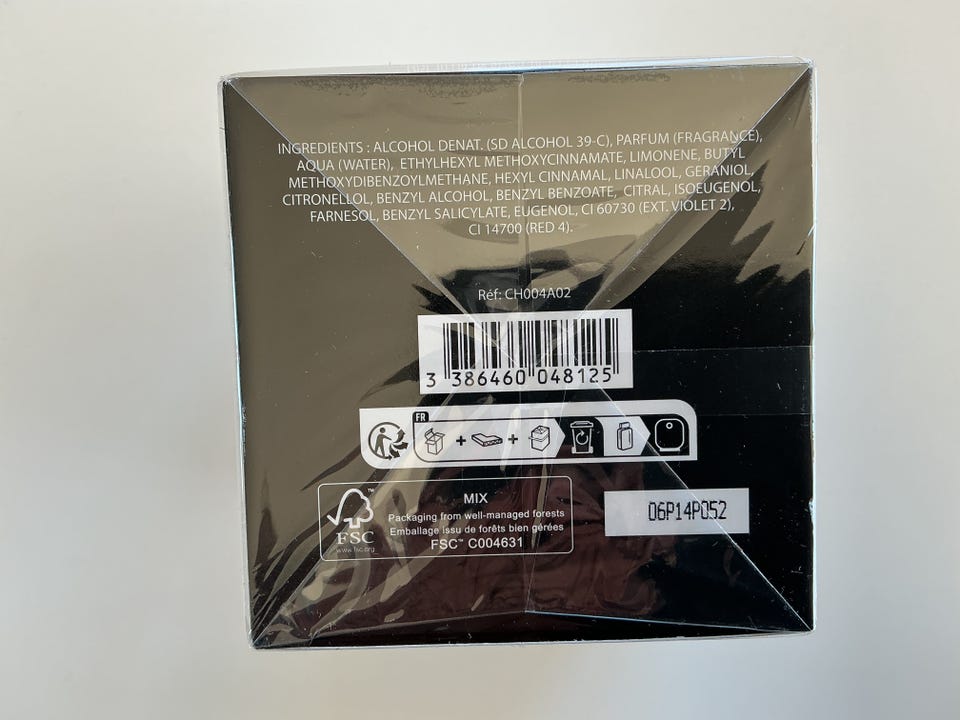 INGREDIENTS : ALCOHOL DENAT. (SD ALCOHOL 39-C), PARFUM (FRAGRANCE),
AQUA (WATER), ETHYLHEXYL METHOXYCINNAMATE, LIMONENE, BUTYL
METHOXYDIBENZOYLMETHANE, HEXYL CINNAMAL, LINALOOL, GERANIOL,
CITRONELLOL, BENZYL ALCOHOL, BENZYL BENZOATE, CITRAL, ISOEUGENOL,
FARNESOL, BENZYL SALICYLATE, EUGENOL, CI 60730 (EXT. VIOLET 2),
CI 14700 (RED 4).
Réf: CH004A02
3 386460 048125
FR
+ +
FSC™
www.fsc.org
MIX
Packaging from well-managed forests
Emballage issu de forêts bien gérées
FSC™ C004631
06P14P052